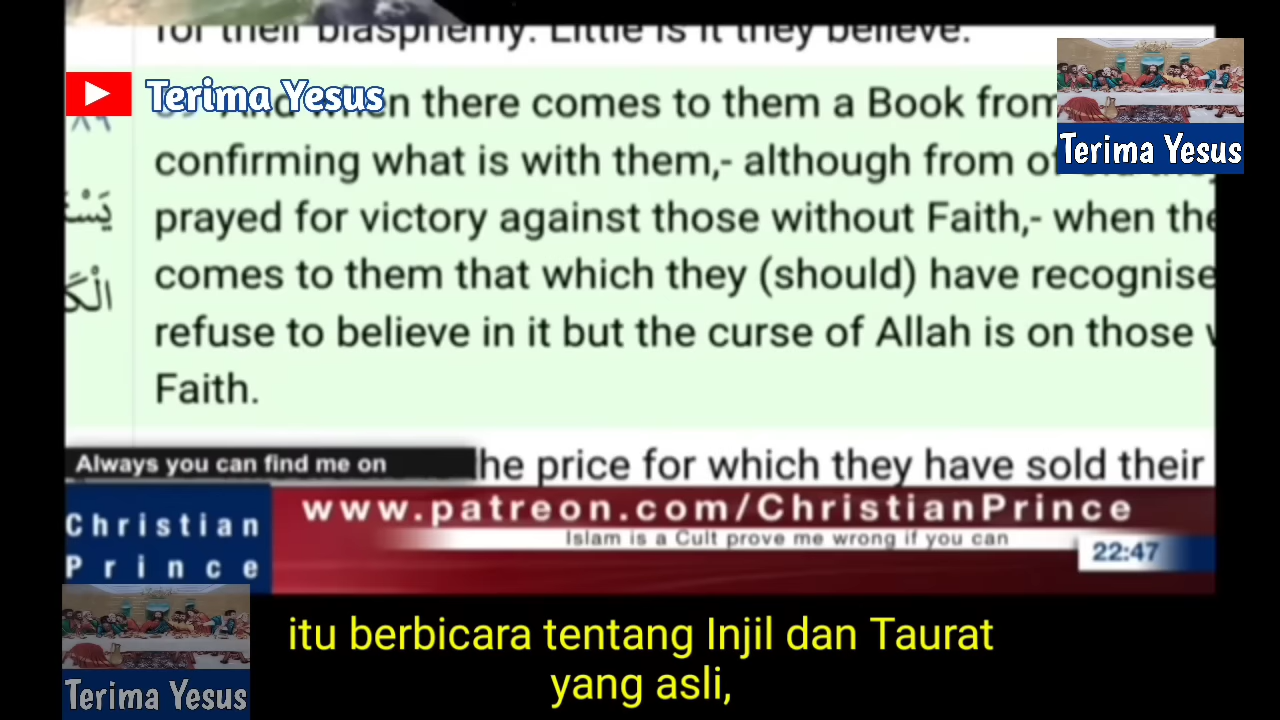 for their blasphemy. Little is it they believe.
Terima Yesus
when there comes to them a Book from
Terima Yesus
confirming what is with them,- although from of
prayed for victory against those without Faith,- when the
comes to them that which they (should) have recognise
refuse to believe in it but the curse of Allah is on those
Faith.
يَسْتَ
الْكَ
Always you can find me on
he price for which they have sold their
www.patreon.com/ChristianPrince
Christian
Prince
Islam is a Cult prove me wrong if you can
22:47
itu berbicara tentang Injil dan Taurat
yang asli,
Terima Yesus